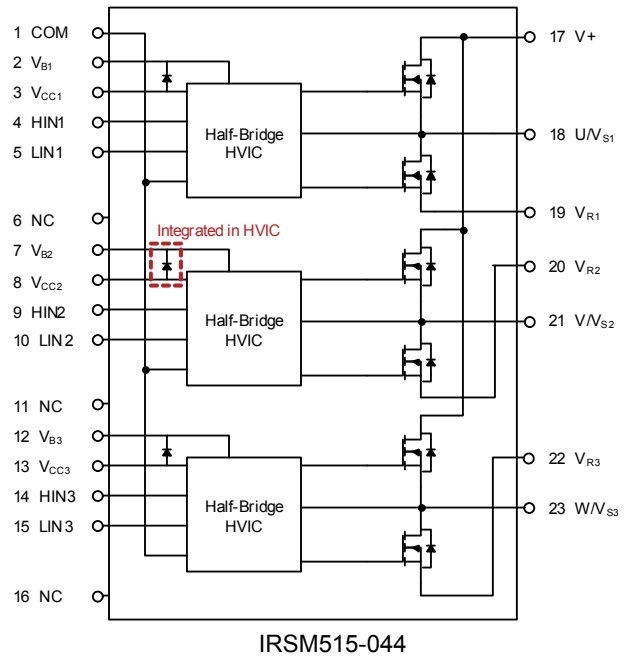 1 COM
2 VB1
3 VCC1
4 HIN1
5 LIN1
6 NC
7 VB2
8 VCC2
9 HIN2
10 LIN2
11 NC
12 VB3
13 VCC3
14 HIN3
15 LIN3
16 NC
Half-Bridge
HVIC
Integrated in HVIC
Half-Bridge
HVIC
Half-Bridge
HVIC
17 V+
18 U/VS1
19 VR1
20 VR2
21 V/VS2
22 VR3
23 W/VS3
IRSM515-044